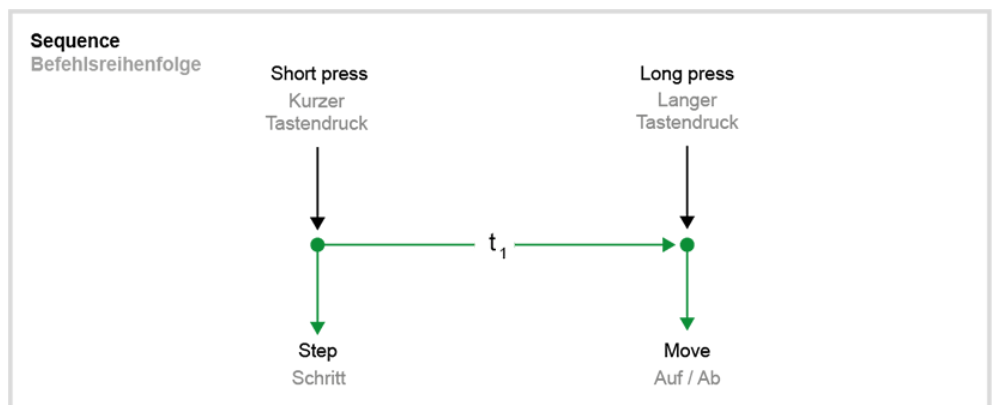 Sequence
Befehlsreihenfolge
Short press
Kurzer
Tastendruck
Long press
Langer
Tastendruck
t1
Step
Schritt
Move
Auf / Ab